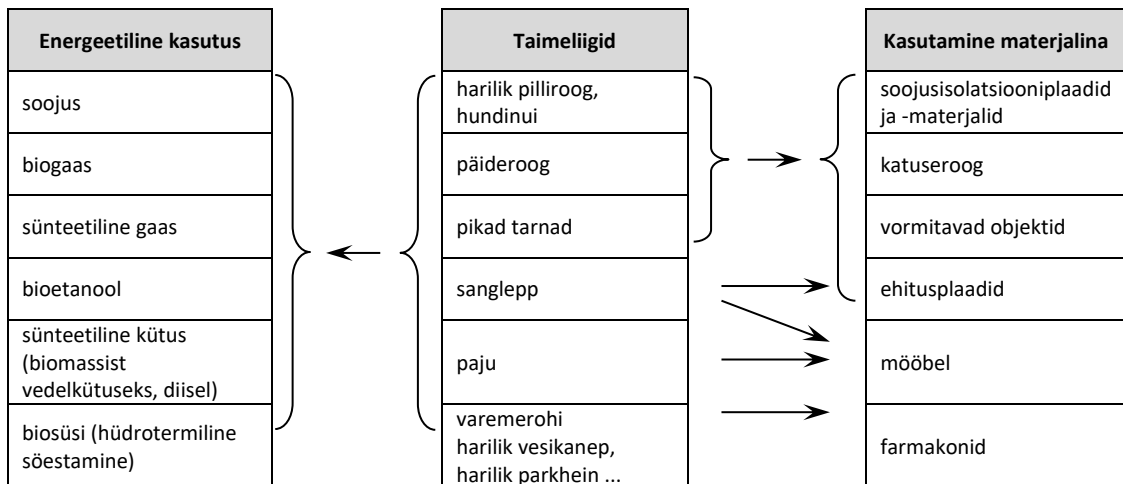 Energeetiline kasutus
Taimeliigid
Kasutamine materjalina
soojus
harilik pilliroog,
hundinui
soojusisolatsiooniplaadid
ja -materjalid
biogaas
päideroog
katuseroog
sünteetiline gaas
pikad tarnad
vormitavad objektid
bioetanool
sanglepp
ehitusplaadid
sünteetiline kütus
(biomassist
vedelkütuseks, diisel)
paju
mööbel
biosüsi (hüdrotermiline
söestamine)
varemerohi
harilik vesikanep,
harilik parkhein ...
farmakonid